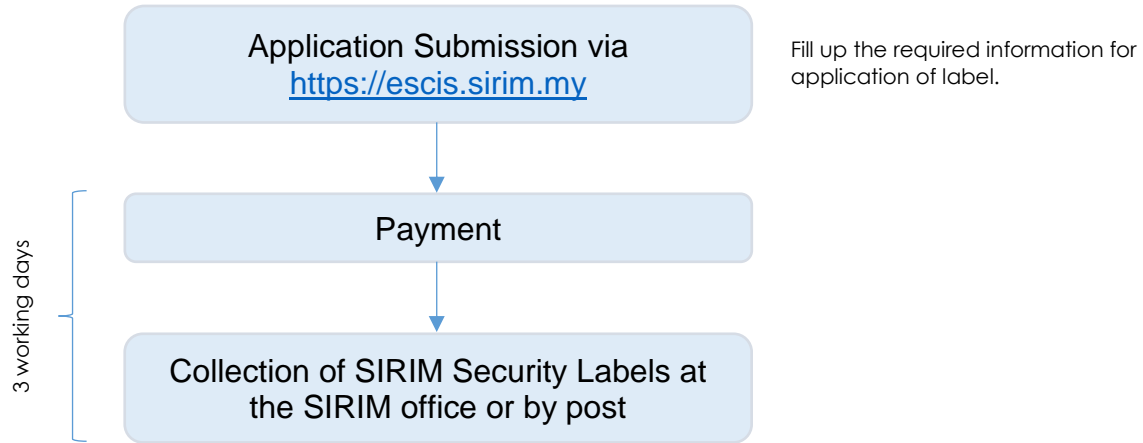 Application Submission via
https://escis.sirim.my
Fill up the required information for
application of label.
3 working days
Payment
Collection of SIRIM Security Labels at
the SIRIM office or by post